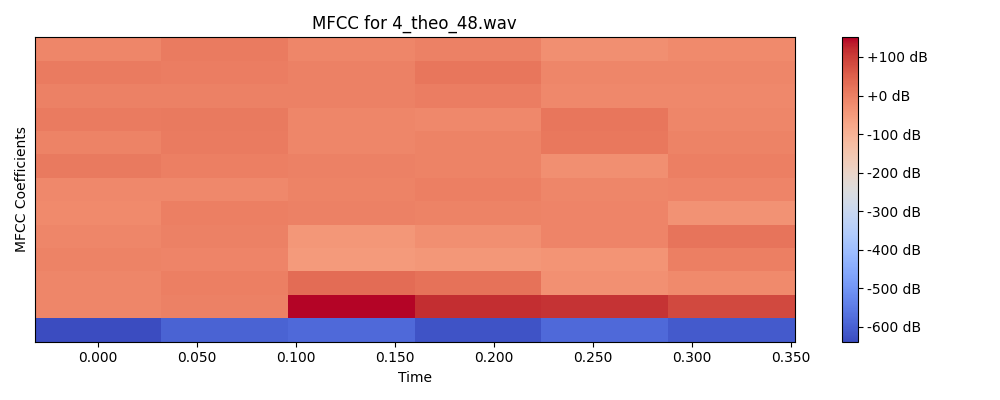 MFCC for 4_theo_48.wav
MFCC Coefficients
0.000 0.050 0.100 0.150 0.200 0.250 0.300 0.350
Time
+100 dB
+0 dB
-100 dB
-200 dB
-300 dB
-400 dB
-500 dB
-600 dB